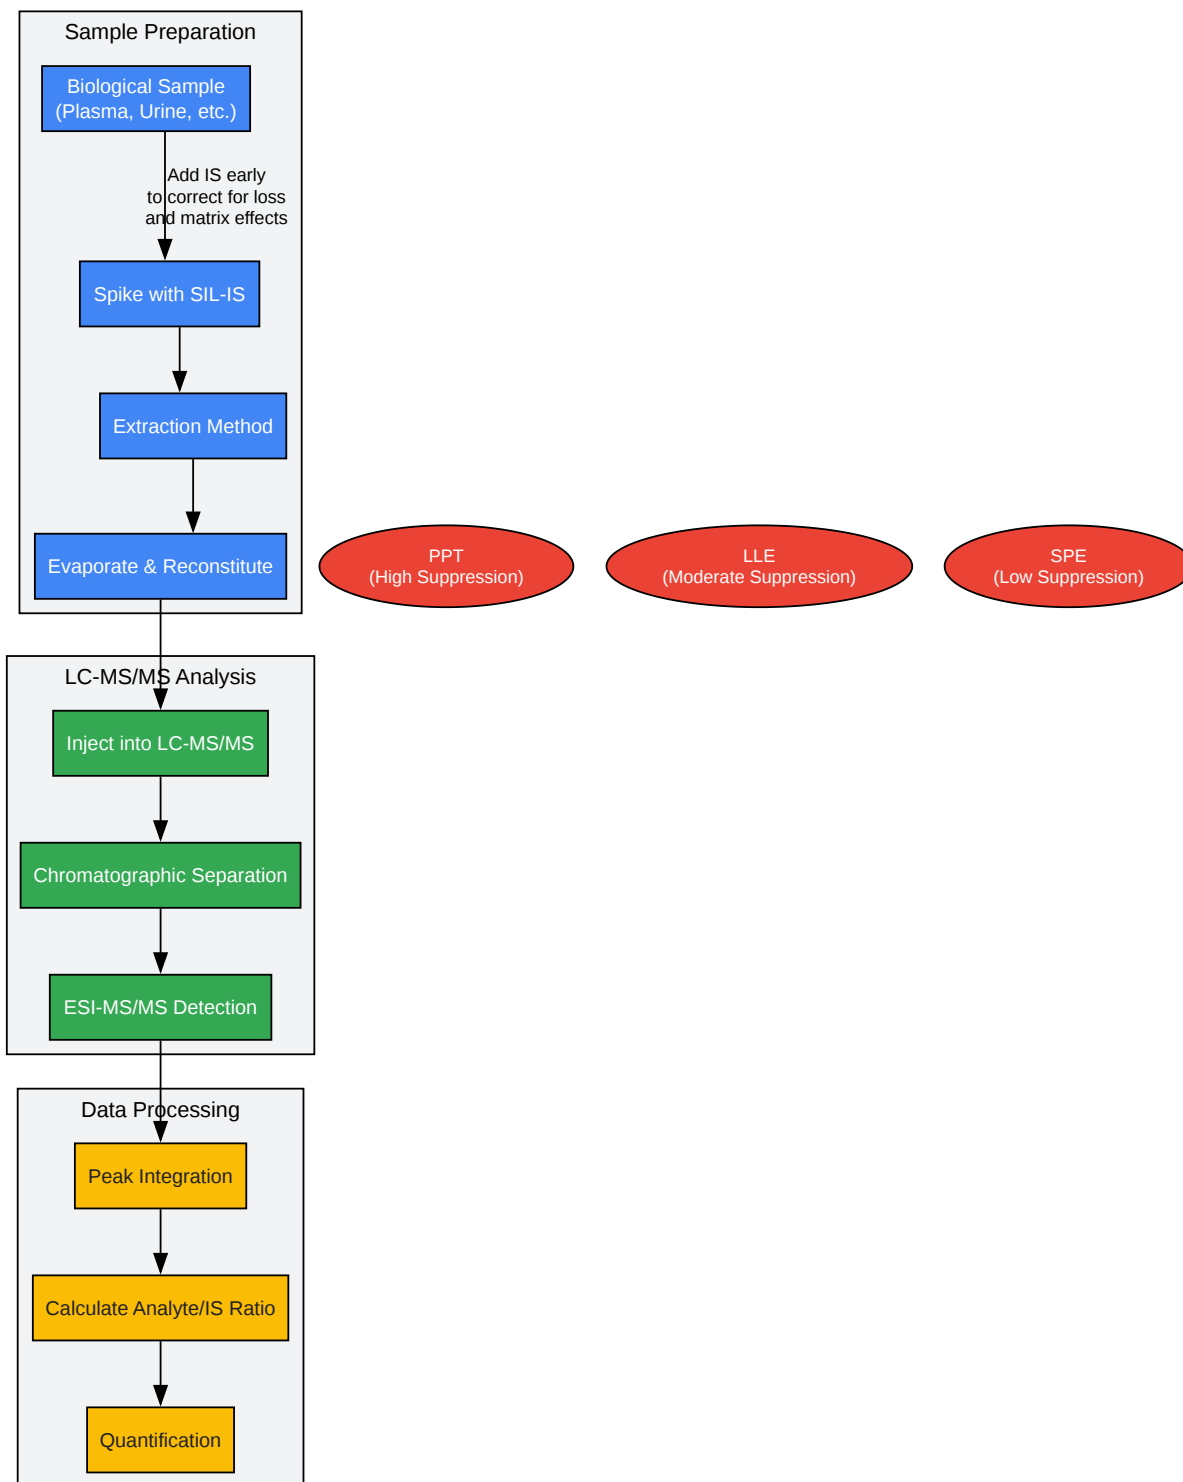 Sample Preparation
Biological Sample
(Plasma, Urine, etc.)
Add IS early
to correct for loss
and matrix effects
Spike with SIL-IS
Extraction Method
Evaporate & Reconstitute
PPT
(High Suppression)
LLE
(Moderate Suppression)
SPE
(Low Suppression)
LC-MS/MS Analysis
Inject into LC-MS/MS
Chromatographic Separation
ESI-MS/MS Detection
Data Processing
Peak Integration
Calculate Analyte/IS Ratio
Quantification